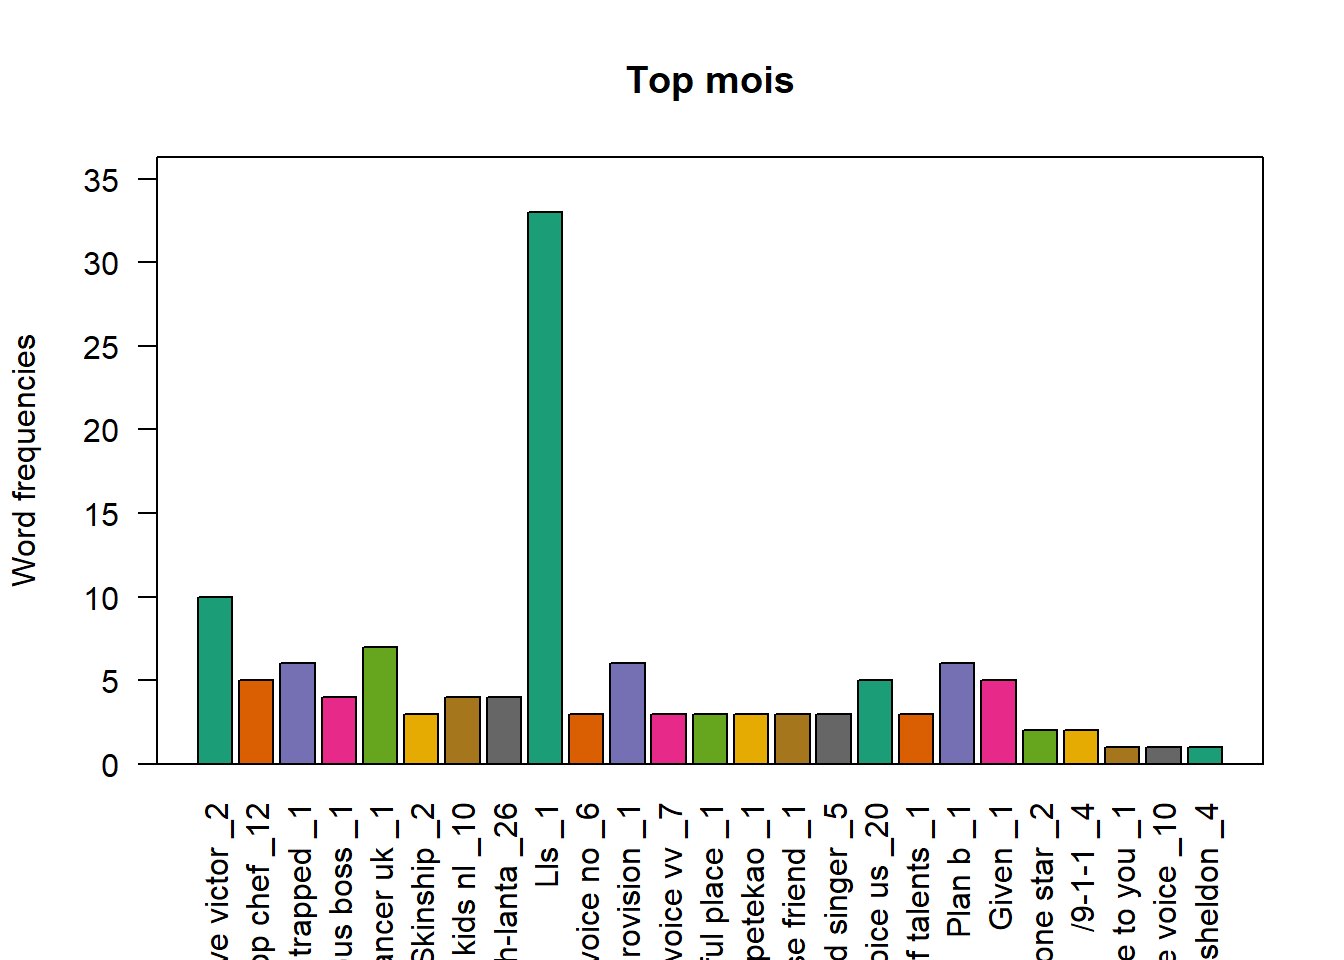 Top mois
Word frequencies
35
30
25
20
15
10
5
0
ve victor _2
op chef _12
trapped _1
ous boss _1
ancer uk _1
Skinship _2
kids nl _10
h-lanta _26
Lls _1
voice no _6
rovision _1
voice vv _7
ful place _1
petekao _1
se friend _1
d singer _5
oice us _20
f talents _1
Plan b _1
Given _1
one star _2
/9-1-1 _4
e to you _1
e voice _10
sheldon _4